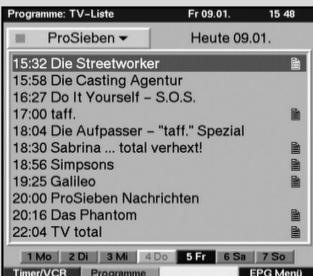 Programme: TV-Liste Fr 09.01. 15 48
ProSieben Heute 09.01.
15:32 Die Streetworker
15:58 Die Casting Agentur
16:27 Do It Yourself – S.O.S.
17:00 taff.
18:04 Die Aufpasser – "taff." Spezial
18:30 Sabrina ... total verhext!
18:56 Simpsons
19:25 Galileo
20:00 ProSieben Nachrichten
20:16 Das Phantom
22:04 TV total
1 Mo 2 Di 3 Mi 4 Do 5 Fr 6 Sa 7 So
Timer/VCR Programme EPG Menü